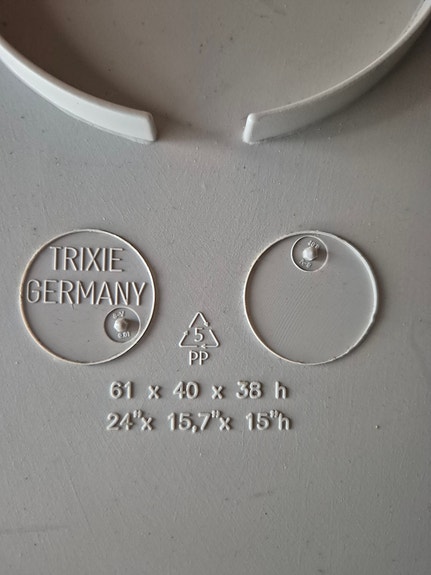 TRIXIE
GERMANY
5
PP
61 x 40 x 38 h
24"x 15,7"x 15"h